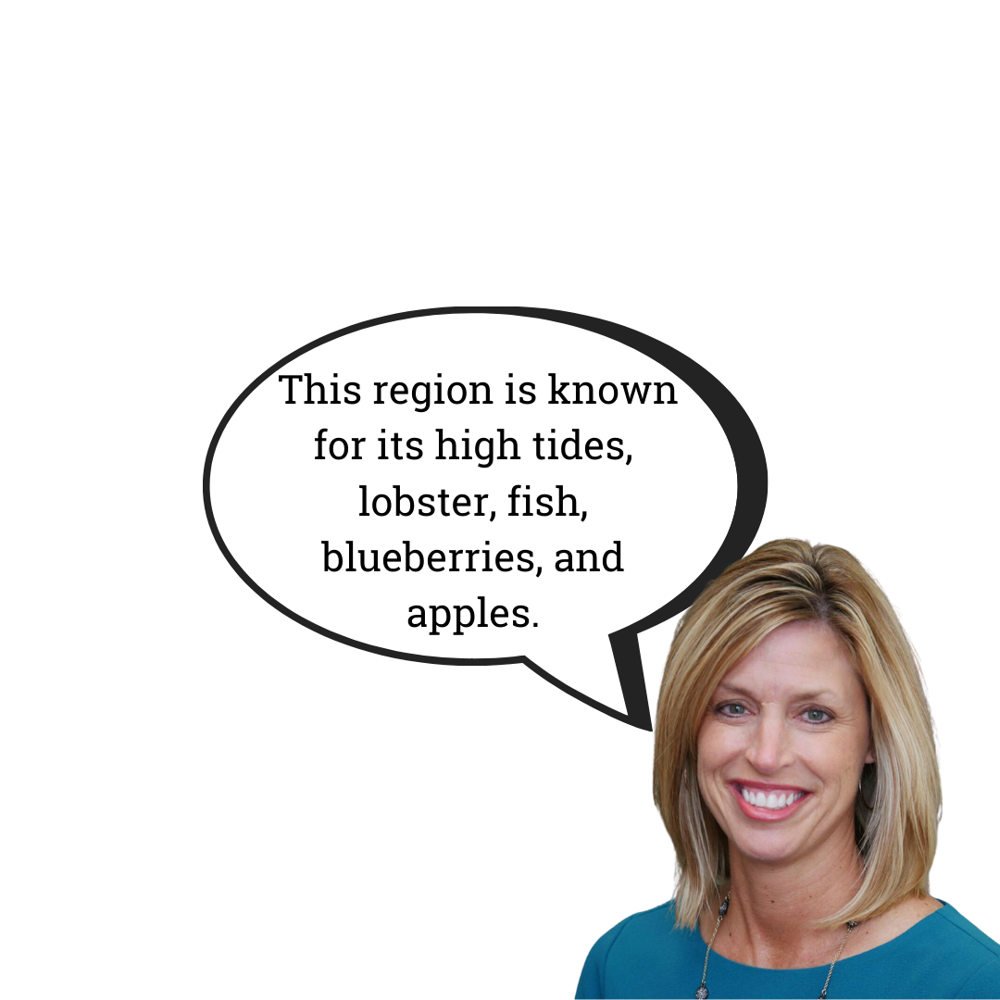 This region is known
for its high tides,
lobster, fish,
blueberries, and
apples.